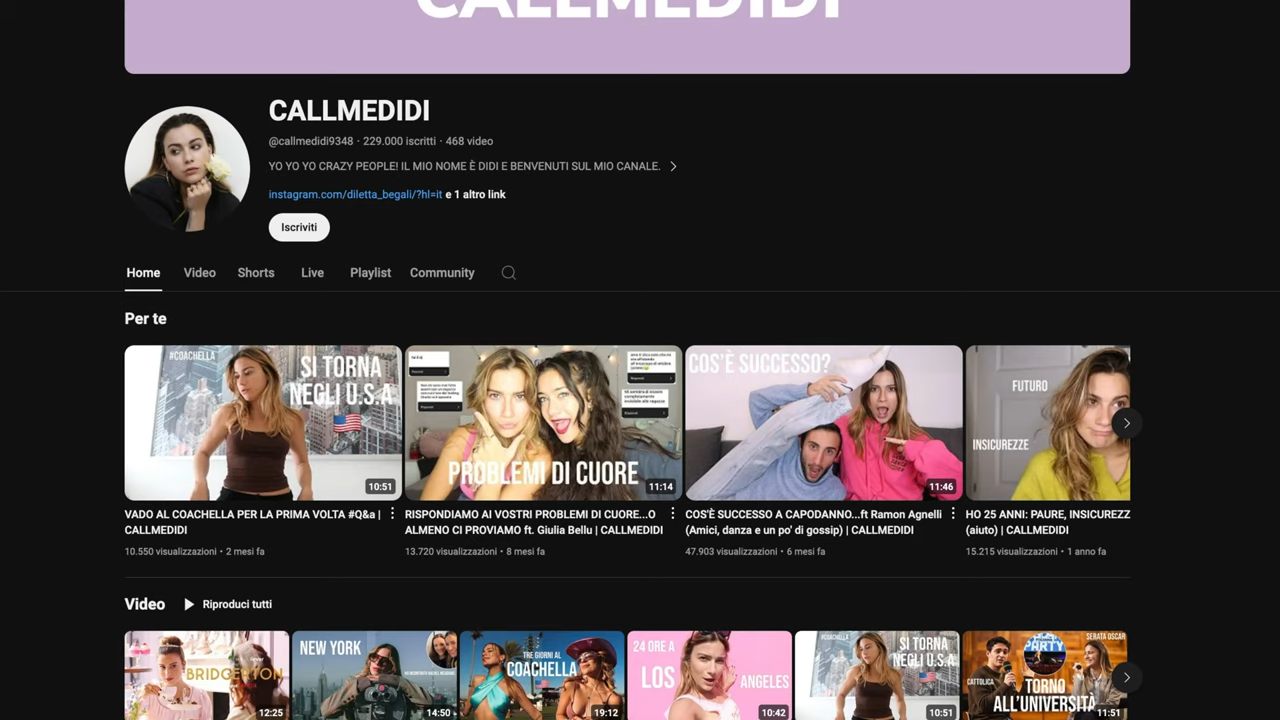 CALLMEDIDI
CALLMEDIDI
@callmedidi9348 · 229.000 iscritti · 468 video
YO YO YO CRAZY PEOPLE! IL MIO NOME È DIDI E BENVENUTI SUL MIO CANALE.
instagram.com/diletta_begali/?hl=it e 1 altro link
Iscriviti
Home Video Shorts Live Playlist Community
Per te
#COACHELLA
SI TORNA
NEGLI U.S.A
10:51
PROBLEMI DI CUORE
11:14
COS'È SUCCESSO?
11:46
FUTURO
INSICUREZZE
VADO AL COACHELLA PER LA PRIMA VOLTA #Q&a |
CALLMEDIDI
10.550 visualizzazioni • 2 mesi fa
RISPONDIAMO AI VOSTRI PROBLEMI DI CUORE...O
ALMENO CI PROVIAMO ft. Giulia Bellu | CALLMEDIDI
13.720 visualizzazioni • 8 mesi fa
COS'È SUCCESSO A CAPODANNO...ft Ramon Agnelli
(Amici, danza e un po' di gossip) | CALLMEDIDI
47.903 visualizzazioni • 6 mesi fa
HO 25 ANNI: PAURE, INSICUREZZ
(aiuto) | CALLMEDIDI
15.215 visualizzazioni • 1 anno fa
Video Riproduci tutti
BRIDGERTON
12:25
NEW YORK
14:50
TRE GIORNI AL
COACHELLA
19:12
24 ORE A
LOS ANGELES
10:42
#COACHELLA
SI TORNA
NEGLI U.S.A
10:51
SERATA OSCAR
PARTY
CATTOLICA
TORNO
ALL'UNIVERSITÀ
11:51